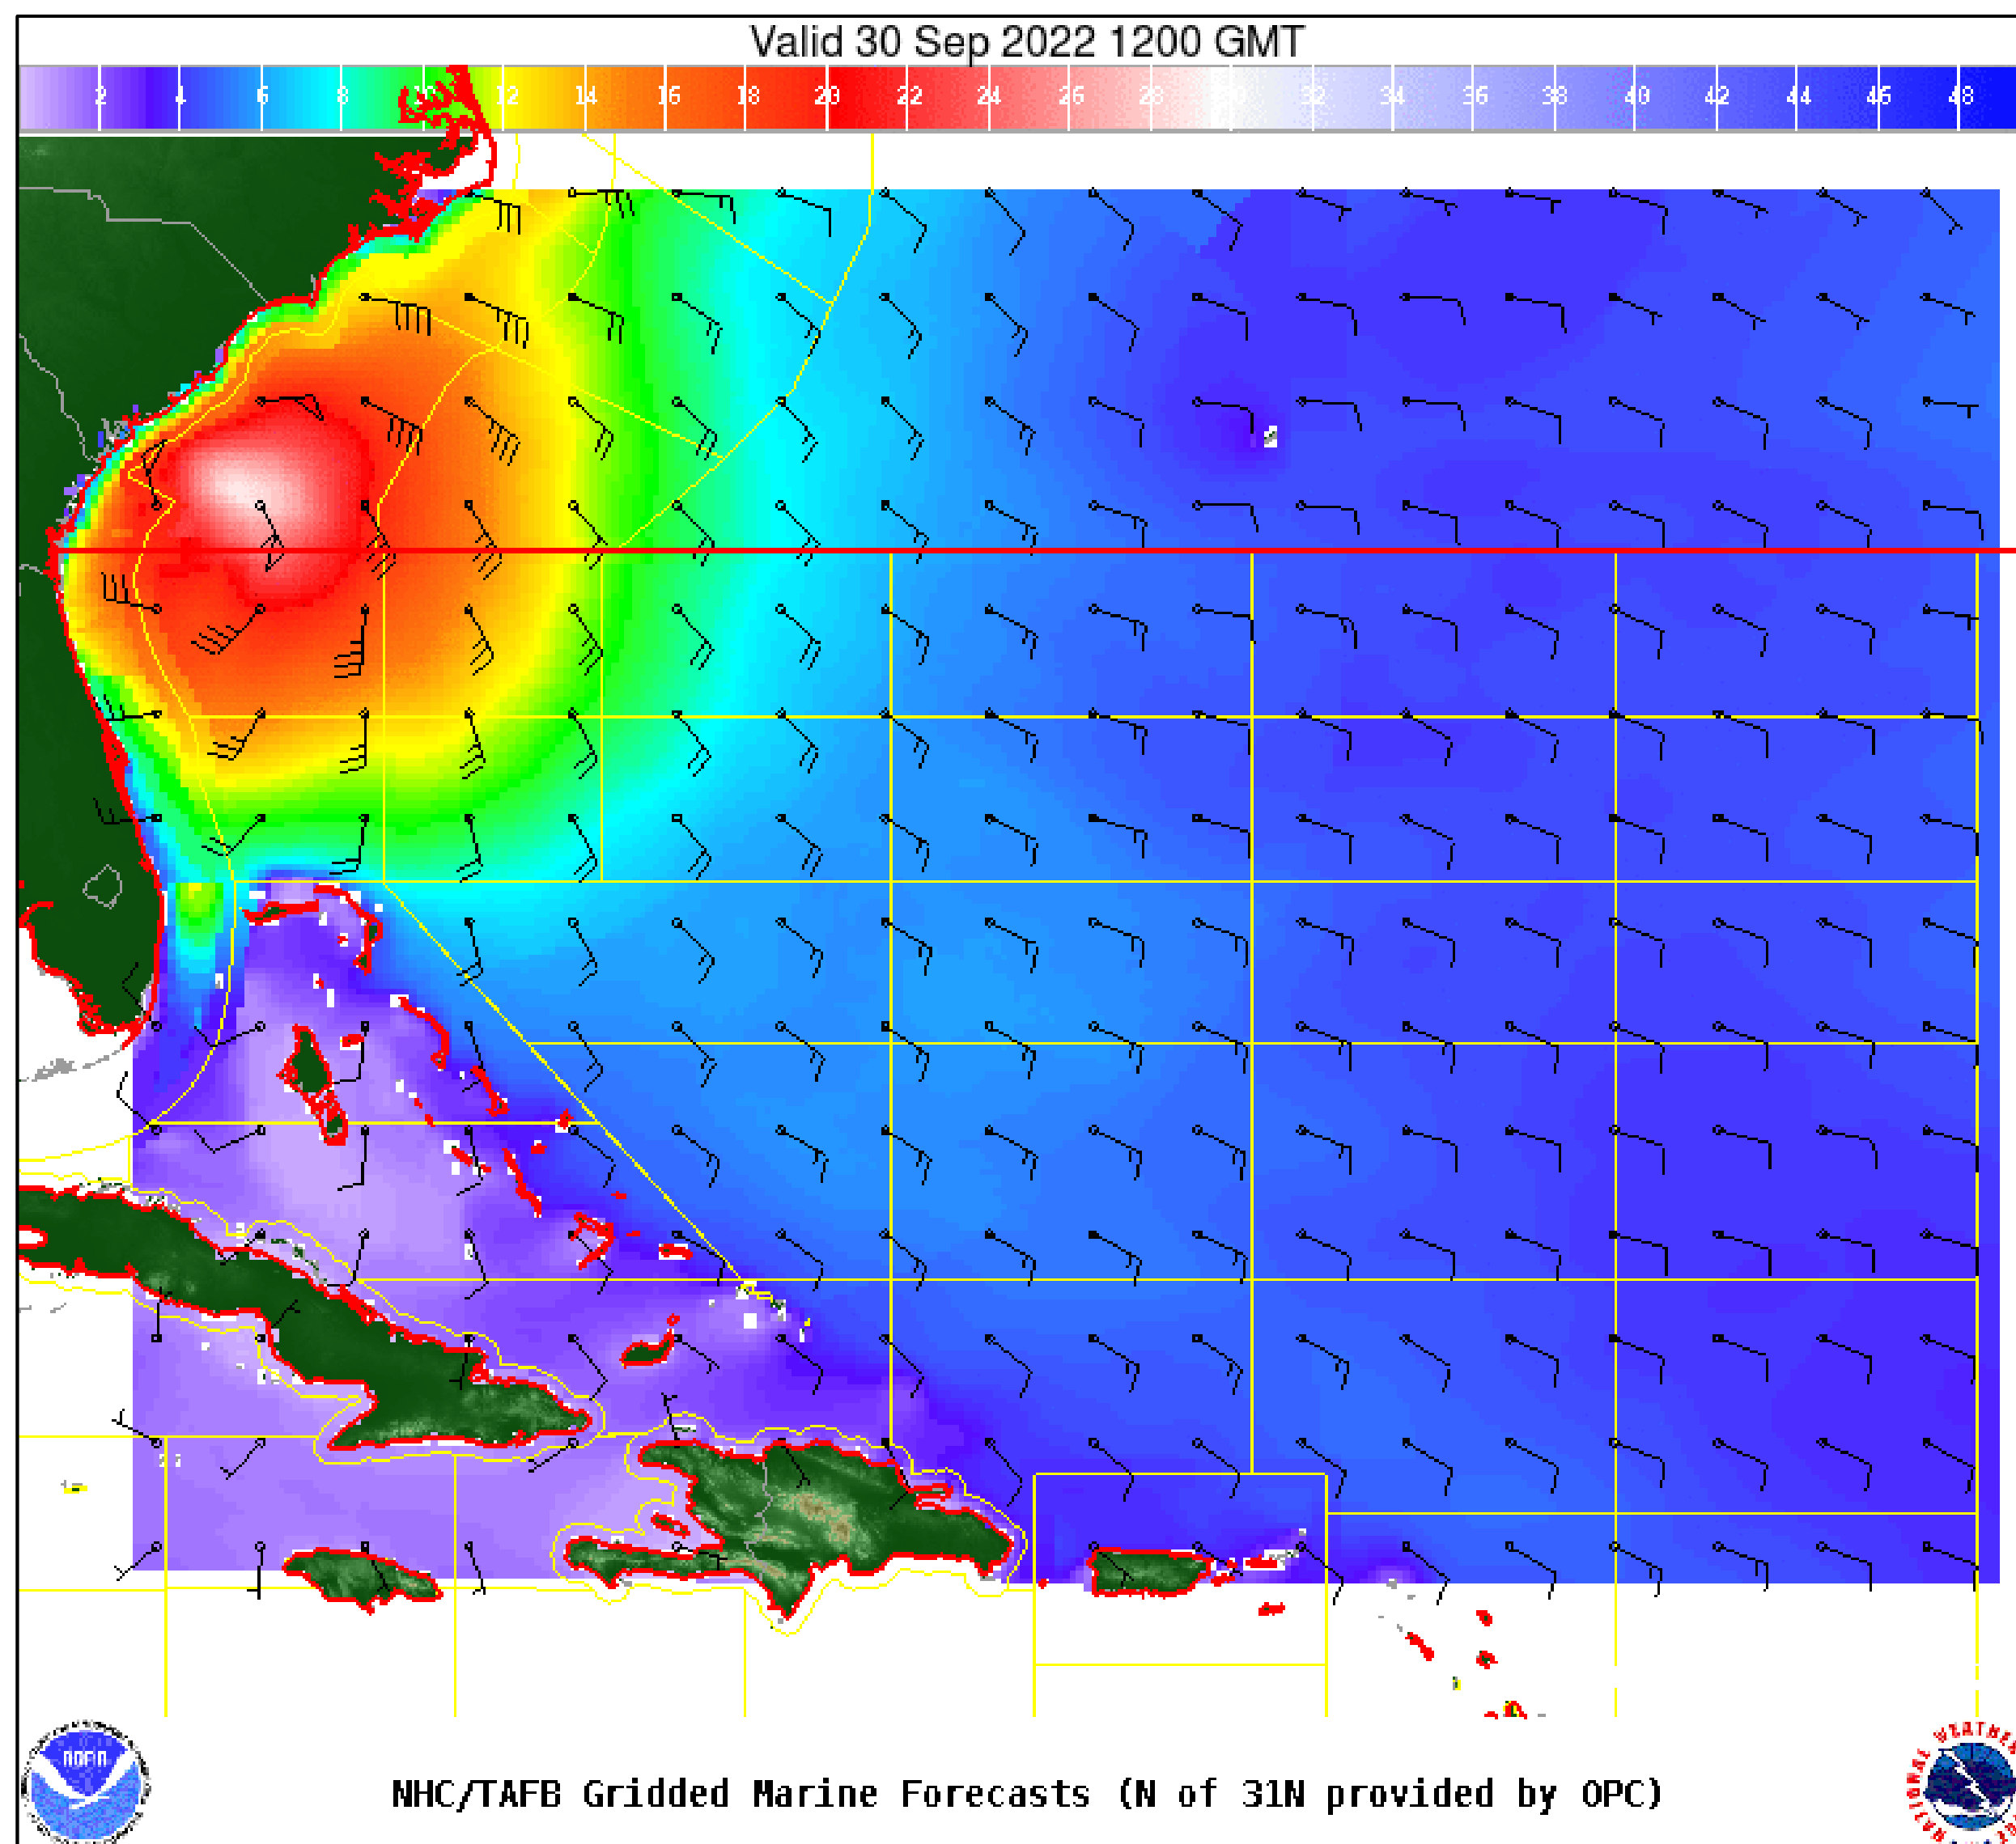 Valid 30 Sep 2022 1200 GMT
2 4 6 8 10 12 14 16 18 20 22 24 26 28 30 32 34 36 38 40 42 44 46 48
NOAA
NHC/TAFB Gridded Marine Forecasts (N of 31N provided by OPC)